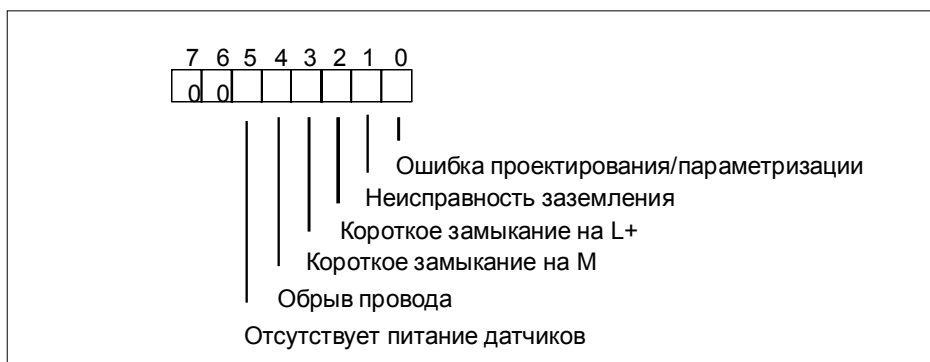 7 6 5 4 3 2 1 0
0 0
Ошибка проектирования/параметризации
Неисправность заземления
Короткое замыкание на L+
Короткое замыкание на M
Обрыв провода
Отсутствует питание датчиков